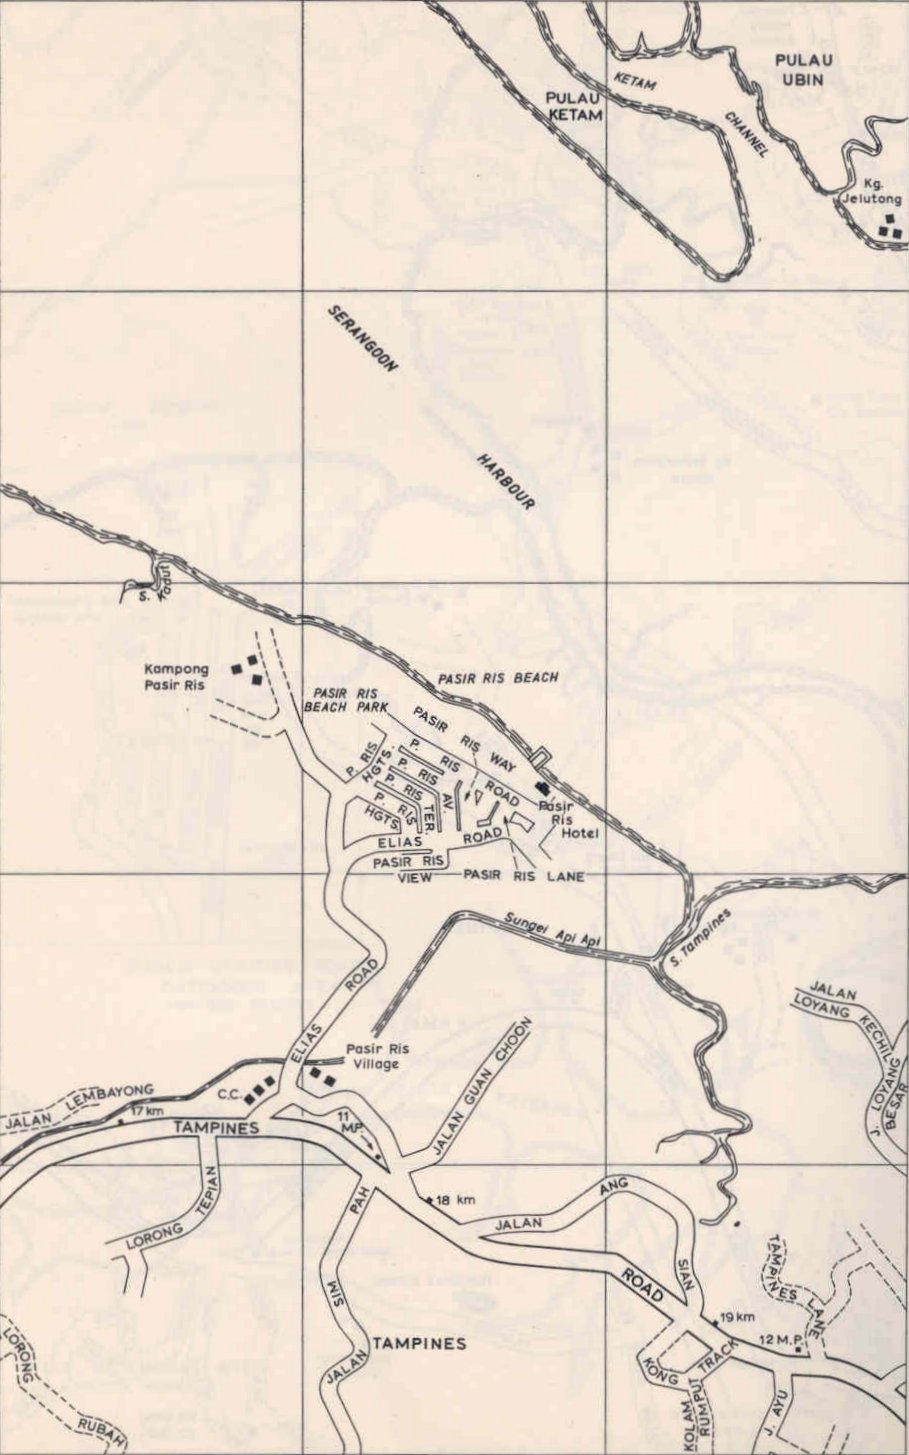 PULAU
UBIN
KETAM
CHANNEL
PULAU
KETAM
Kg.
Jelutong
SERANGOON
HARBOUR
S. Kadut
Kampong
Pasir Ris
PASIR RIS BEACH
PASIR RIS
BEACH PARK
PASIR RIS WAY
P. RIS ROAD
P. RIS
HGTS.
P. RIS AV.
P. RIS TER.
P. RIS
HGTS
Pasir
Ris
Hotel
ELIAS ROAD
PASIR RIS
VIEW
PASIR RIS LANE
Sungei Api Api
S. Tampines
ELIAS ROAD
JALAN
LOYANG KECHIL
J. LOYANG
BESAR
Pasir Ris
Village
C.C.
JALAN GUAN CHOON
JALAN LEMBAYONG
17 km
TAMPINES
11
M.P.
18 km
LORONG TEPIAN
JALAN SIM PAH
JALAN ANG SIAN
ROAD
TAMPINES LANE
19 km
12 M.P.
TAMPINES
KONG
TRACK
KOLAM
RUMPUT
J. AYU
LORONG RUBAH